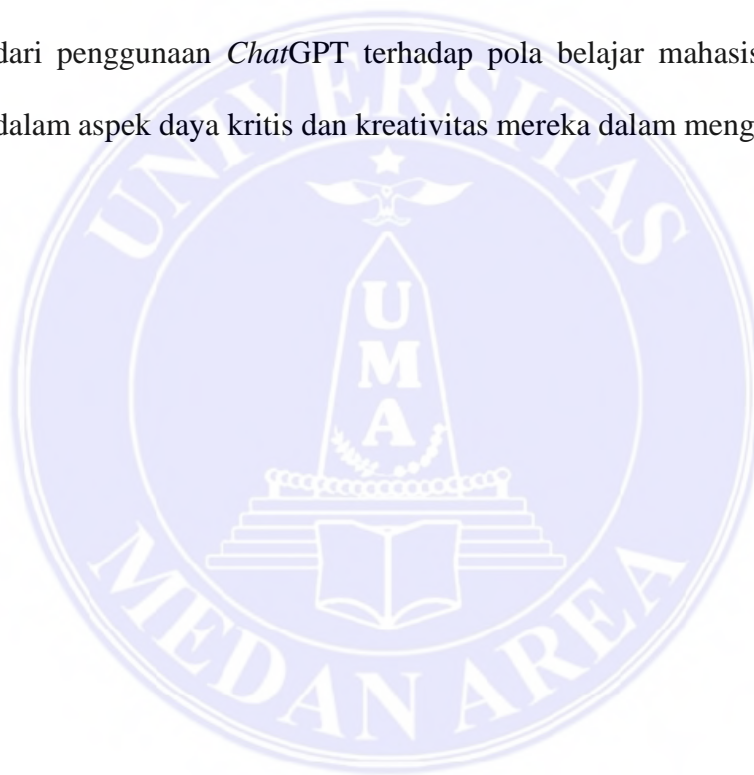 dari penggunaan ChatGPT terhadap pola belajar mahasis
dalam aspek daya kritis dan kreativitas mereka dalam meng
UNIVERSITAS
UMA
MEDAN AREA